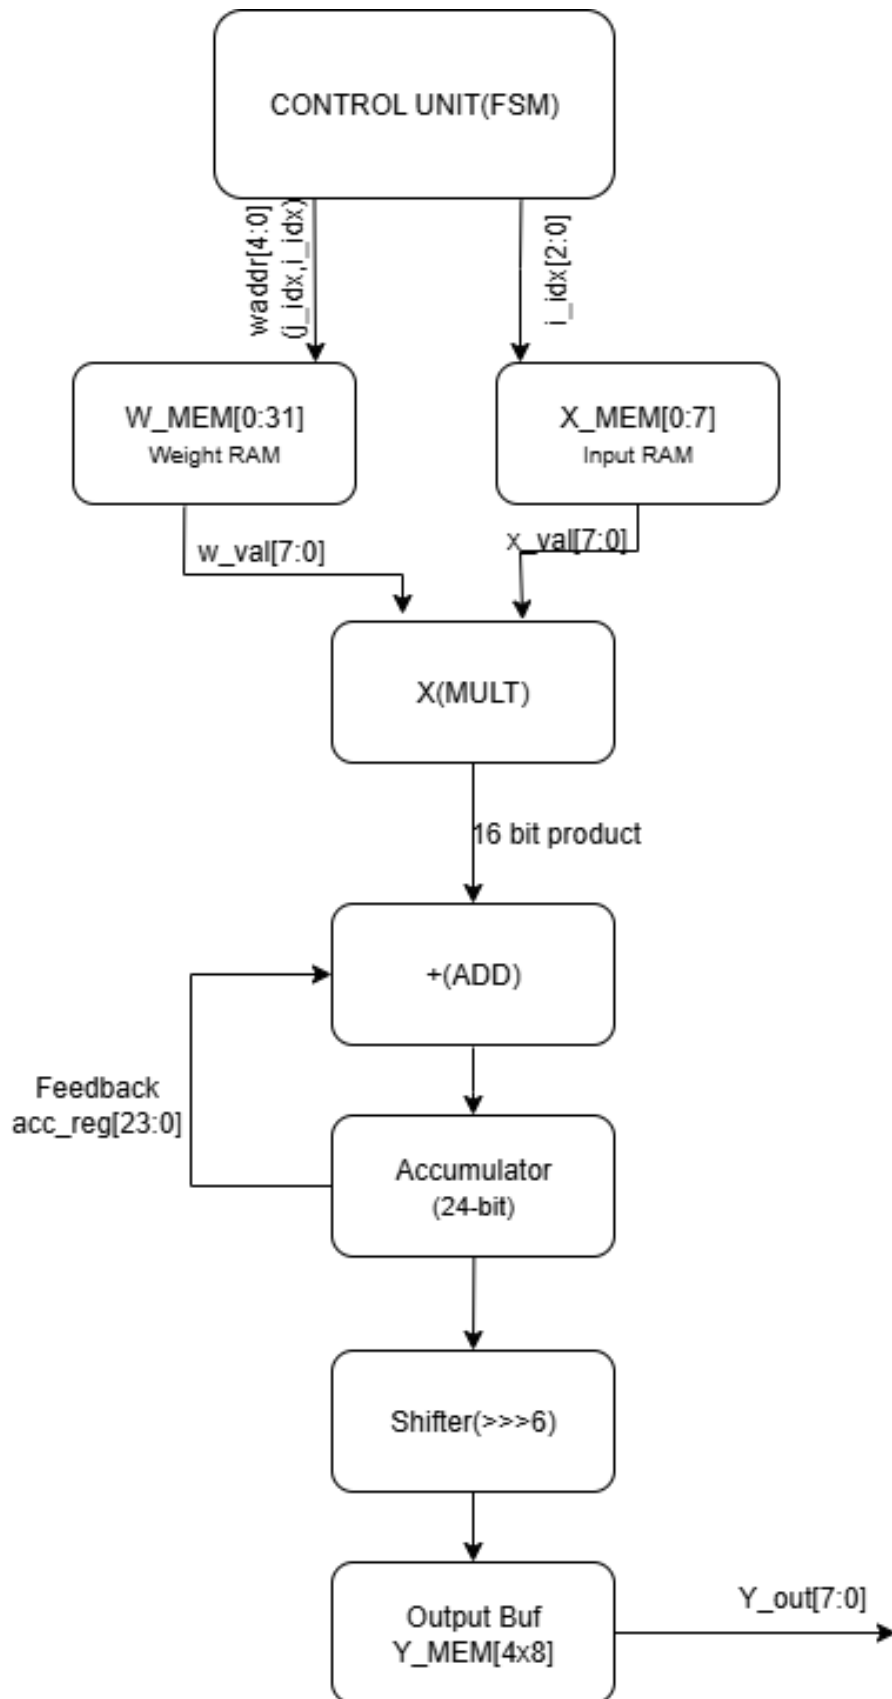 CONTROL UNIT(FSM)
waddr[4:0]
(j_idx,i_idx)
i_idx[2:0]
W_MEM[0:31]
Weight RAM
X_MEM[0:7]
Input RAM
w_val[7:0]
x_val[7:0]
X(MULT)
16 bit product
+(ADD)
Feedback
acc_reg[23:0]
Accumulator
(24-bit)
Shifter(>>>6)
Output Buf
Y_MEM[4x8]
Y_out[7:0]